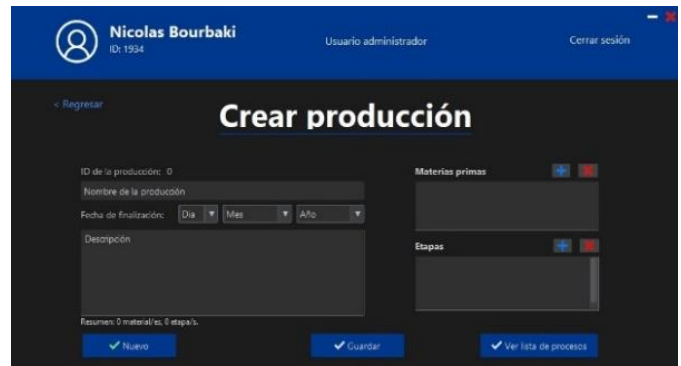 Nicolas Bourbaki
ID: 1934
Usuario administrador
Cerrar sesión
< Regresar
Crear producción
ID de la producción: 0
Nombre de la producción
Fecha de finalización: Dia Mes Año
Descripción
Resumen: 0 material/es, 0 etapa/s.
Materias primas
Etapas
Nuevo
Guardar
Ver lista de procesos